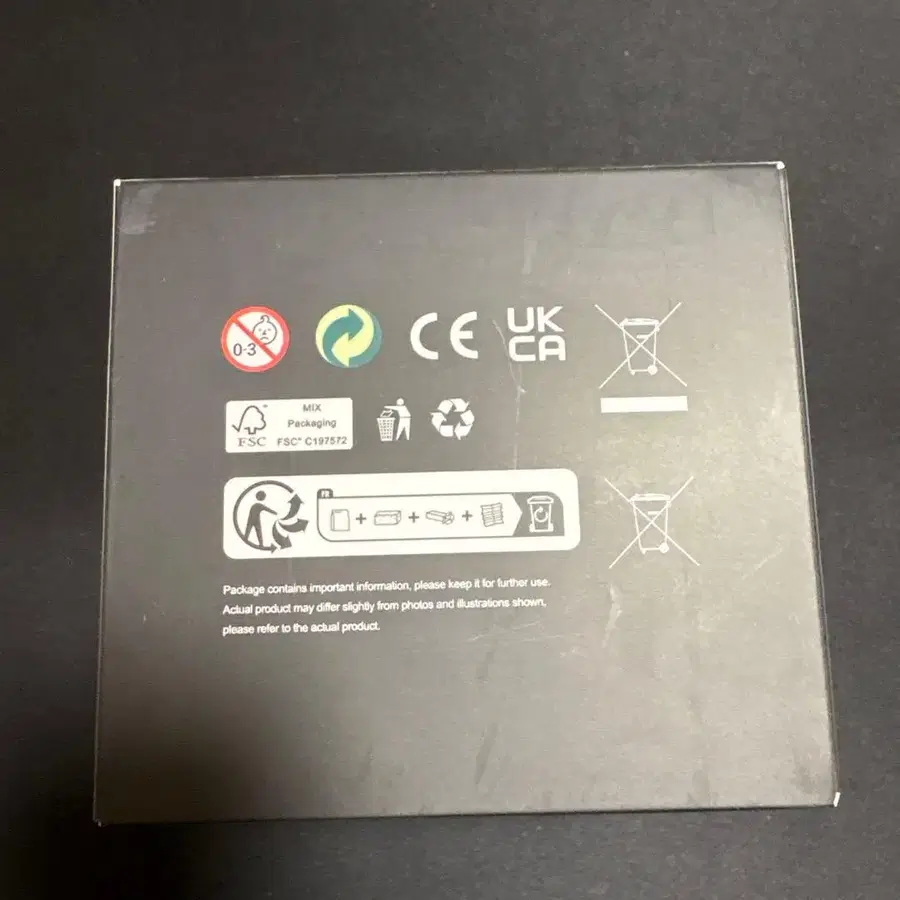 0-3
CE
UK
CA
MIX
Packaging
FSC
FSC® C197572
FR
Package contains important information, please keep it for further use.
Actual product may differ slightly from photos and illustrations shown,
please refer to the actual product.